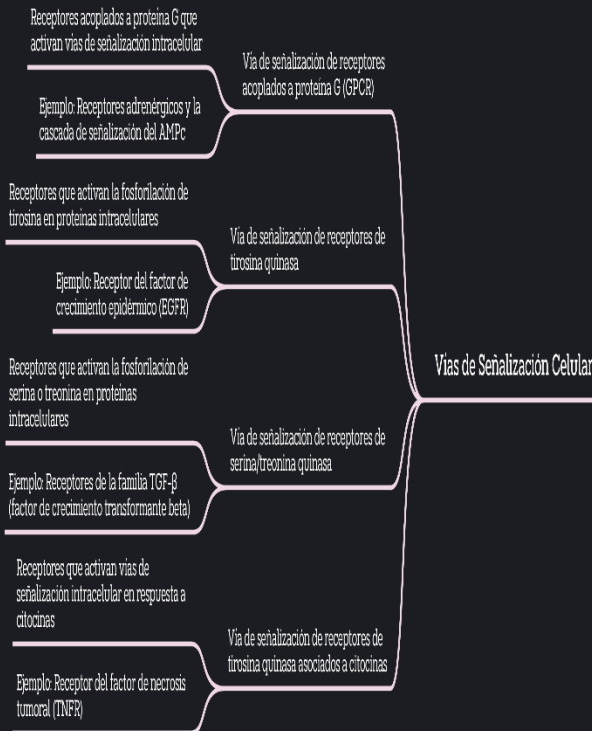 Vías de Señalización Celular
Vía de señalización de receptores
acoplados a proteína G (GPCR)
Receptores acoplados a proteína G que
activan vías de señalización intracelular
Ejemplo: Receptores adrenérgicos y la
cascada de señalización del AMPc
Vía de señalización de receptores de
tirosina quinasa
Receptores que activan la fosforilación de
tirosina en proteínas intracelulares
Ejemplo: Receptor del factor de
crecimiento epidérmico (EGFR)
Vía de señalización de receptores de
serina/treonina quinasa
Receptores que activan la fosforilación de
serina o treonina en proteínas
intracelulares
Ejemplo: Receptores de la familia TGF-β
(factor de crecimiento transformante beta)
Vía de señalización de receptores de
tirosina quinasa asociados a citocinas
Receptores que activan vías de
señalización intracelular en respuesta a
citocinas
Ejemplo: Receptor del factor de necrosis
tumoral (TNFR)